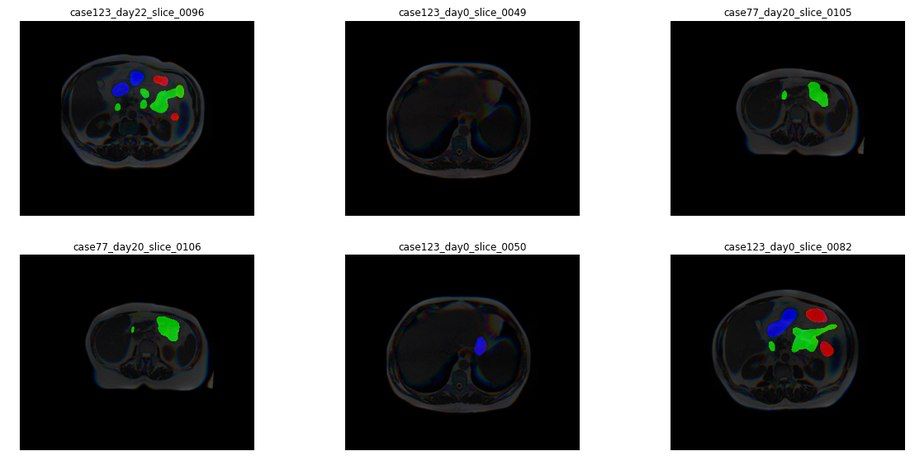 case123_day22_slice_0096
case123_day0_slice_0049
case77_day20_slice_0105
case77_day20_slice_0106
case123_day0_slice_0050
case123_day0_slice_0082